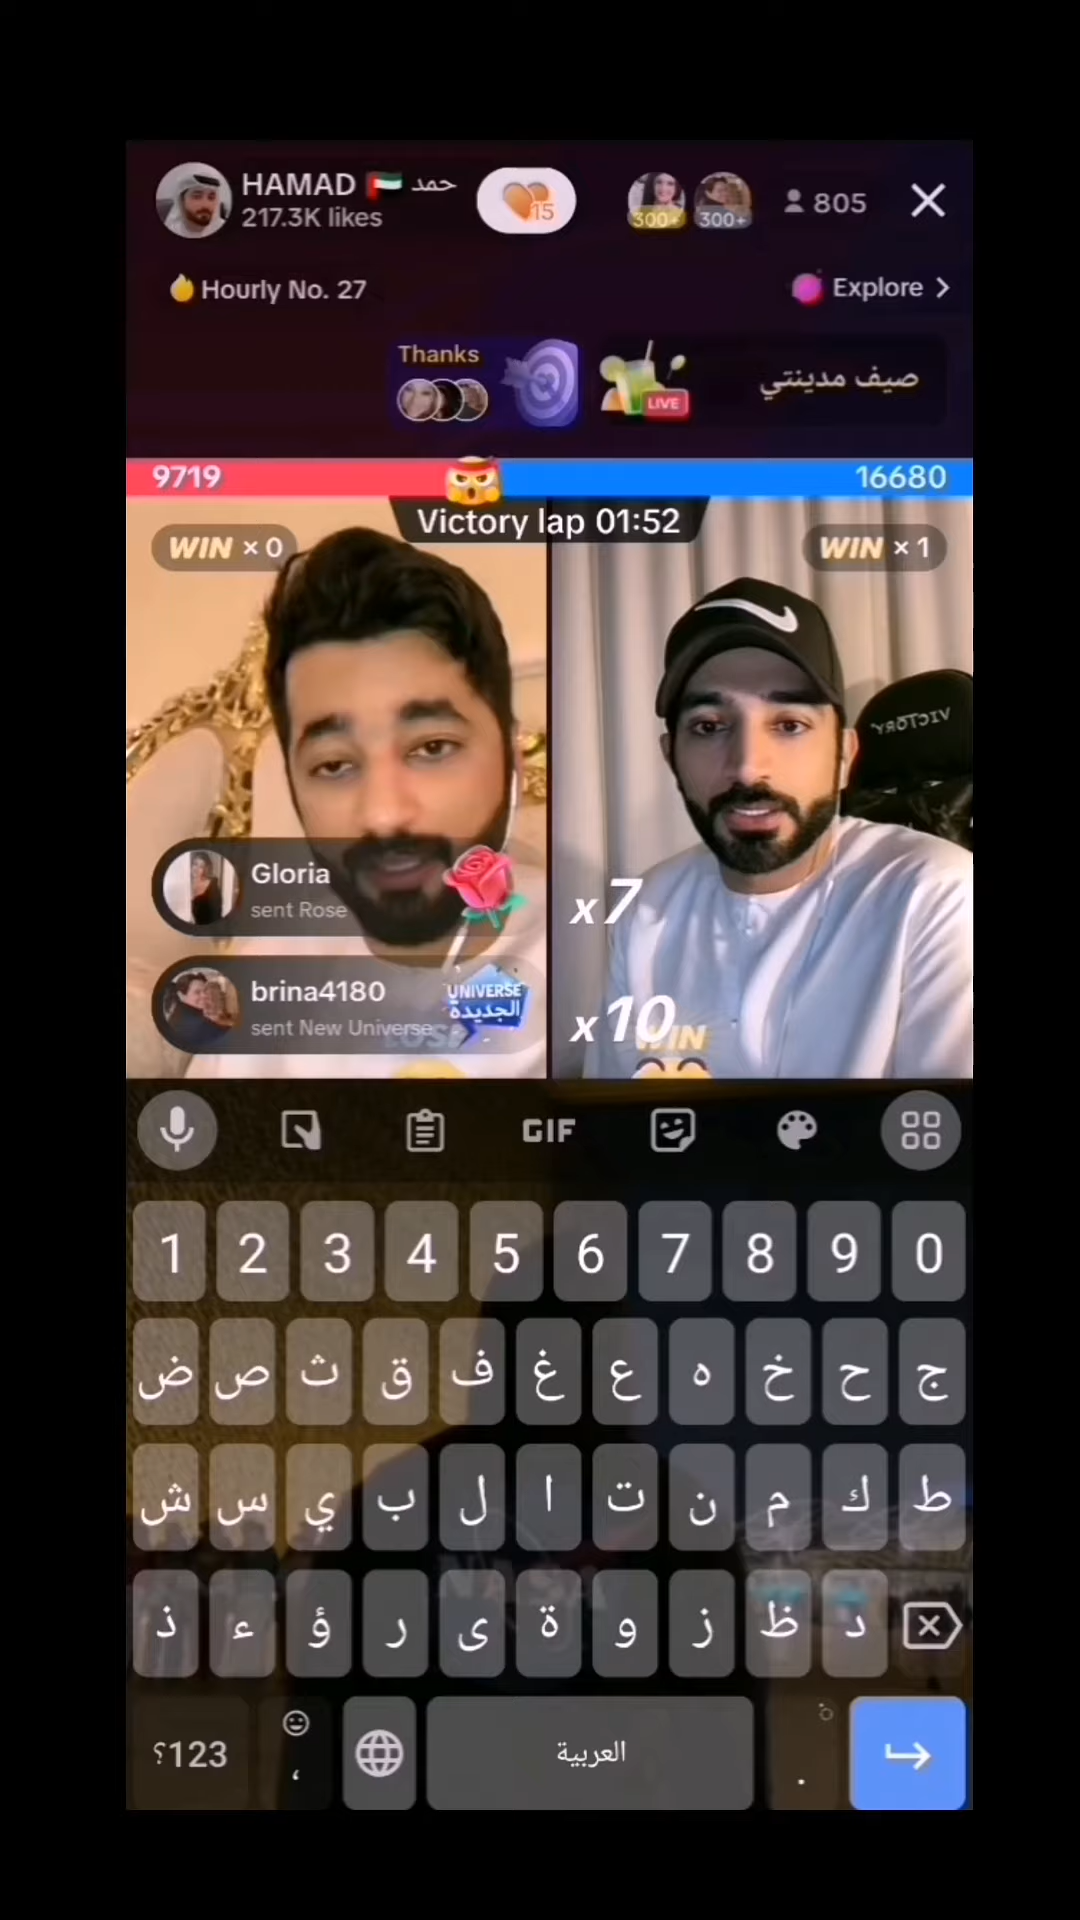 HAMAD 🇦🇪 حمد
217.3K likes
15
300+
300+
805
Hourly No. 27
Explore >
Thanks
LIVE
صيف مدينتي
9719
16680
Victory lap 01:52
WIN × 0
WIN × 1
VICTORY
Gloria
sent Rose
x7
brina4180
sent New Universe
UNIVERSE
الجديدة
x10
LOSE
WIN
GIF
1 2 3 4 5 6 7 8 9 0
ض ص ث ق ف غ ع ه خ ح ج
ش س ي ب ل ا ت ن م ك ط
ذ ء ؤ ر ى ة و ز ظ د
؟123
،
العربية
.